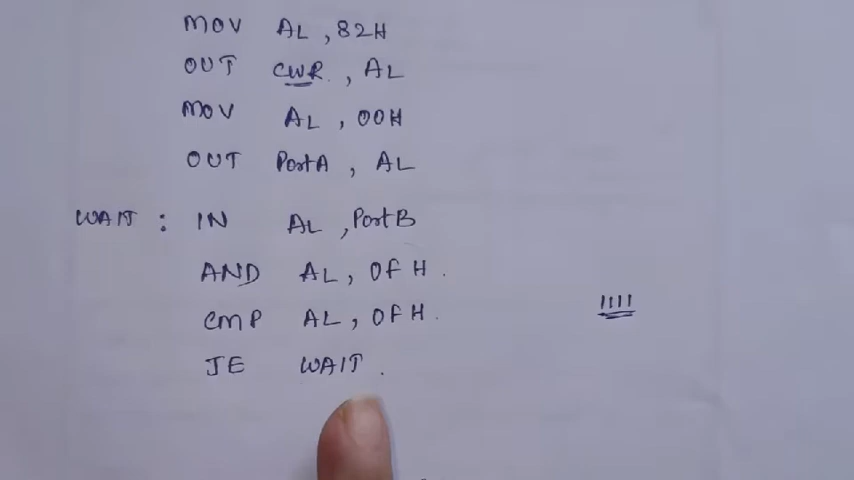 MOV AL, 82H
OUT CWR, AL
MOV AL, 00H
OUT PortA, AL
WAIT: IN AL, PortB
AND AL, 0FH.
CMP AL, 0FH.
1111
JE WAIT.